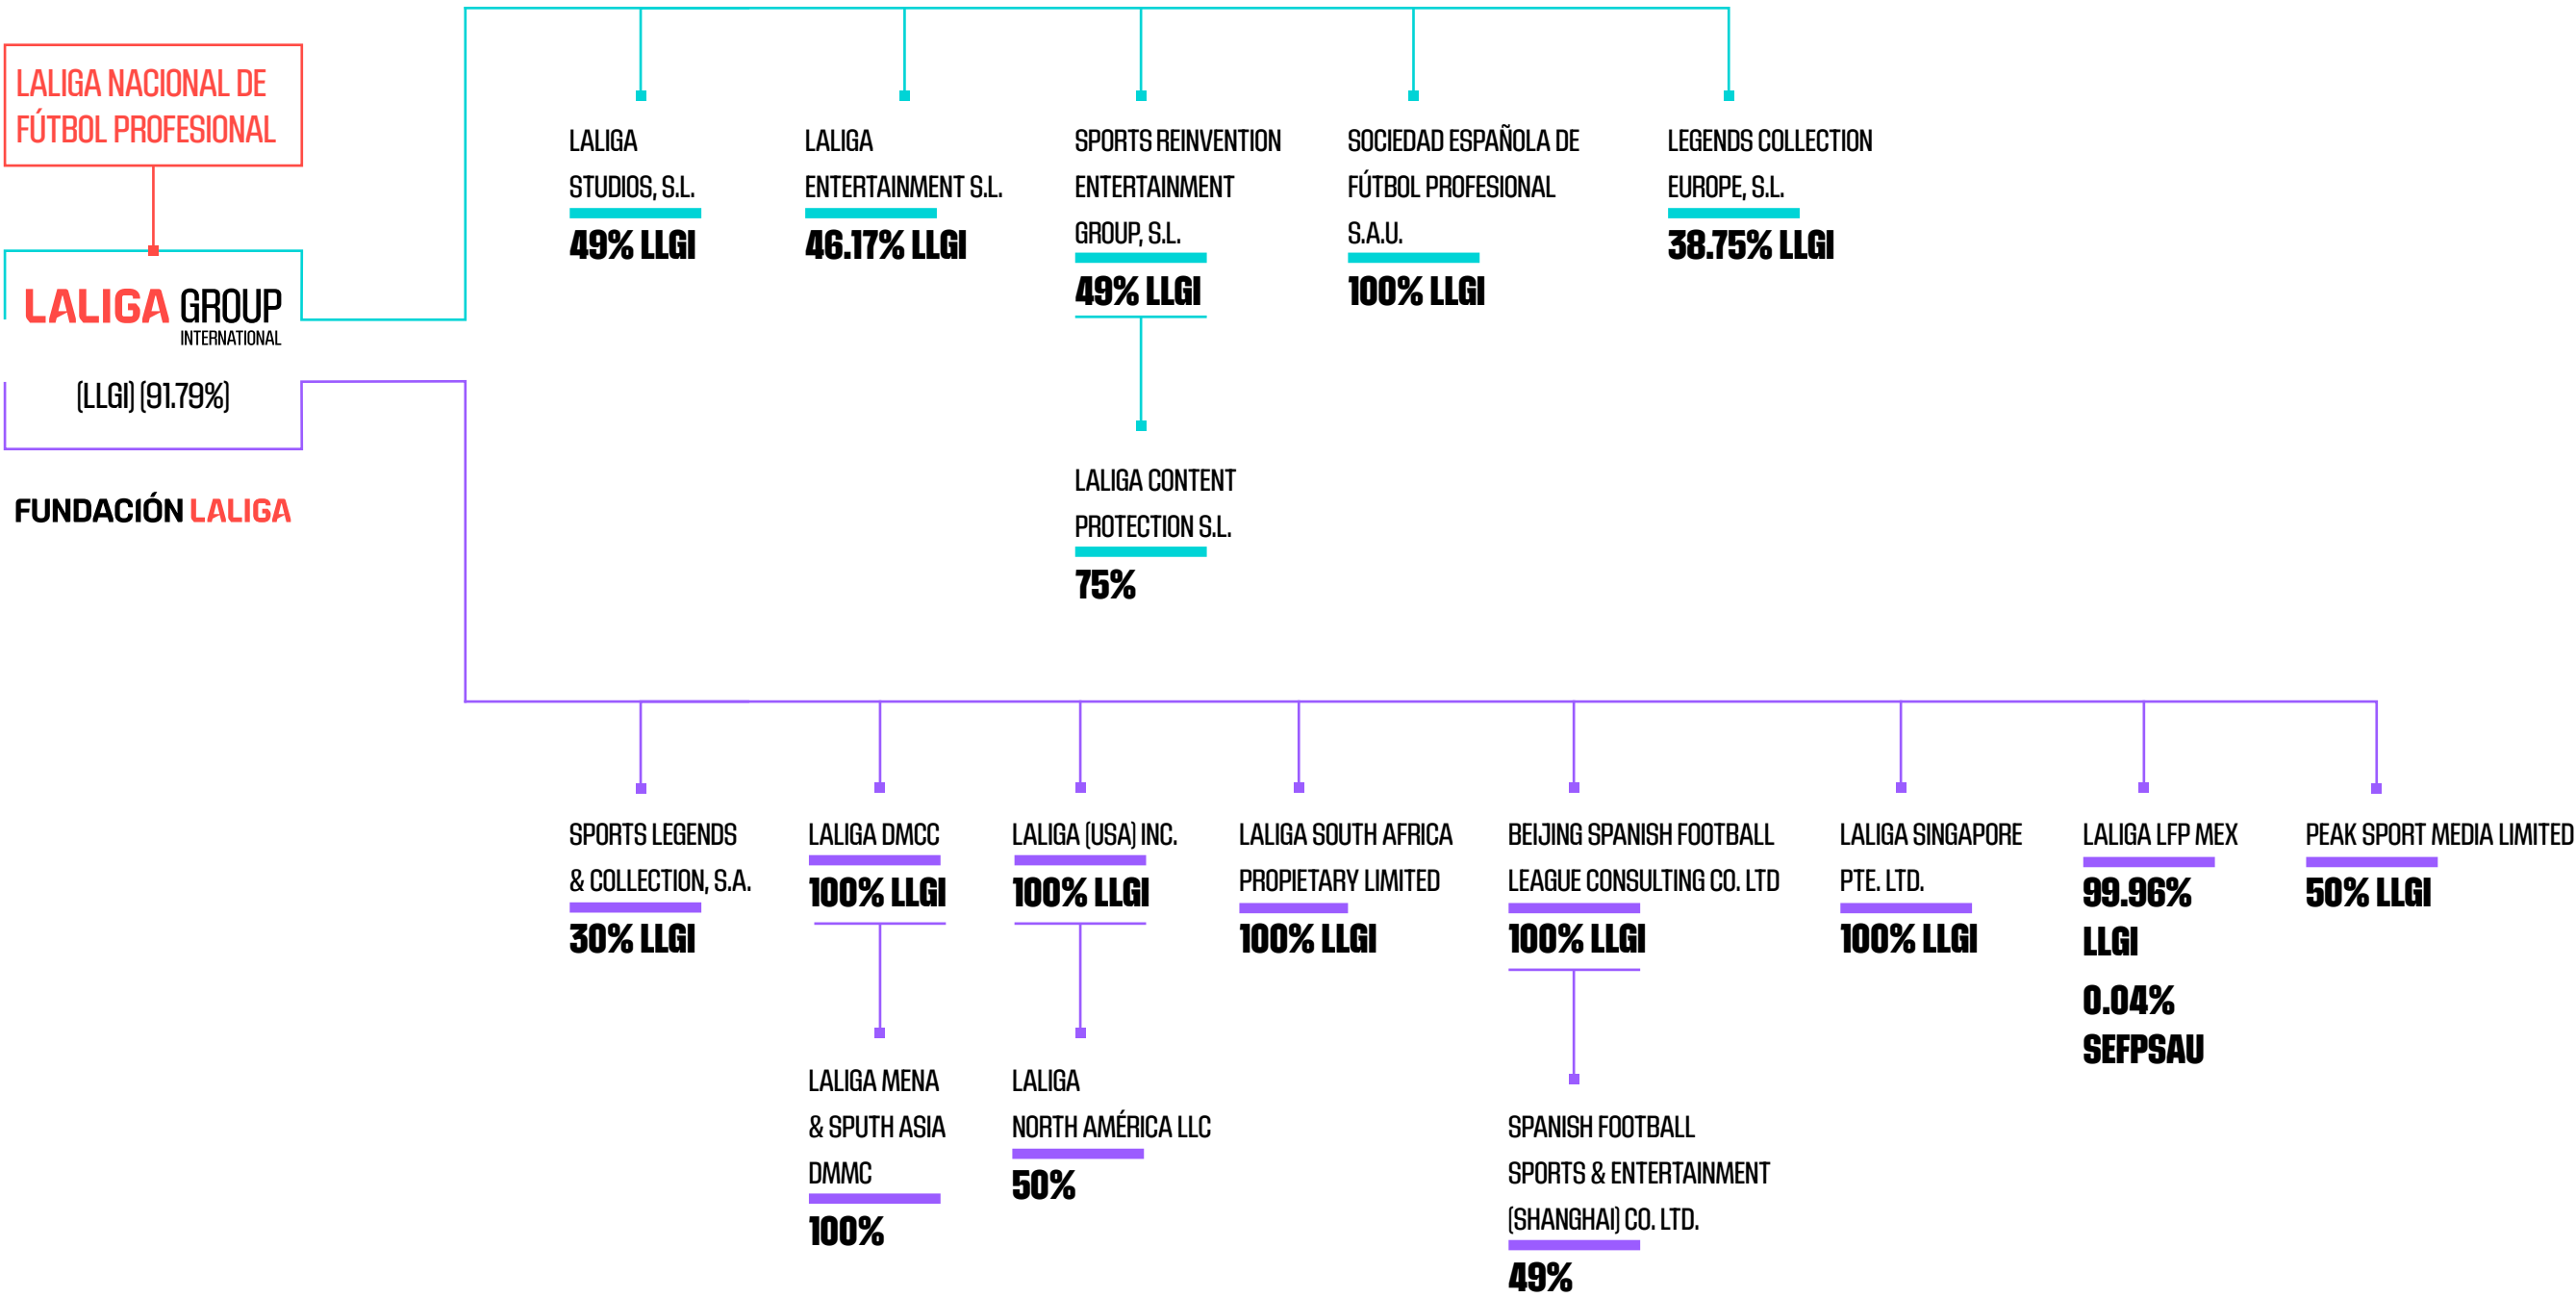 LALIGA NACIONAL DE
FÚTBOL PROFESIONAL
LALIGA GROUP
INTERNATIONAL
(LLGI) (91.79%)
FUNDACIÓN LALIGA
LALIGA
STUDIOS, S.L.
49% LLGI
LALIGA
ENTERTAINMENT S.L.
46.17% LLGI
SPORTS REINVENTION
ENTERTAINMENT
GROUP, S.L.
49% LLGI
LALIGA CONTENT
PROTECTION S.L.
75%
SOCIEDAD ESPAÑOLA DE
FÚTBOL PROFESIONAL
S.A.U.
100% LLGI
LEGENDS COLLECTION
EUROPE, S.L.
38.75% LLGI
SPORTS LEGENDS
& COLLECTION, S.A.
30% LLGI
LALIGA DMCC
100% LLGI
LALIGA MENA
& SPUTH ASIA
DMMC
100%
LALIGA (USA) INC.
100% LLGI
LALIGA
NORTH AMÉRICA LLC
50%
LALIGA SOUTH AFRICA
PROPIETARY LIMITED
100% LLGI
BEIJING SPANISH FOOTBALL
LEAGUE CONSULTING CO. LTD
100% LLGI
SPANISH FOOTBALL
SPORTS & ENTERTAINMENT
(SHANGHAI) CO. LTD.
49%
LALIGA SINGAPORE
PTE. LTD.
100% LLGI
LALIGA LFP MEX
99.96%
LLGI
0.04%
SEFPSAU
PEAK SPORT MEDIA LIMITED
50% LLGI